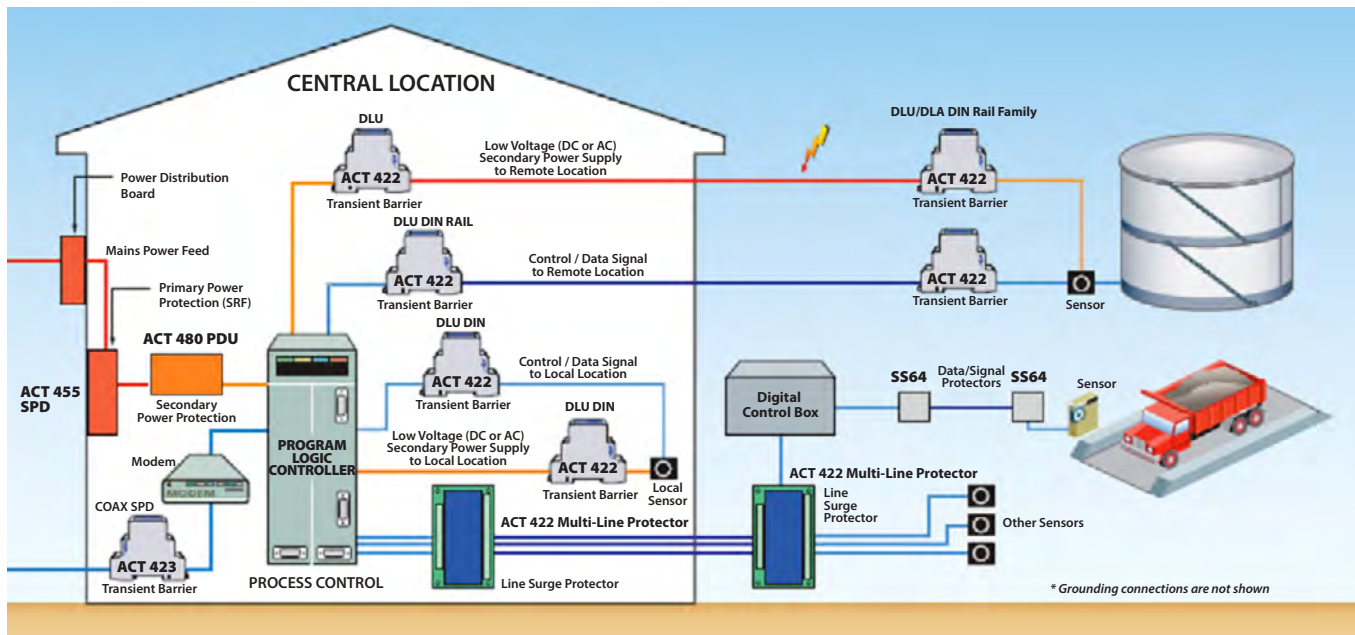 CENTRAL LOCATION
DLU
ACT 422
Transient Barrier
Low Voltage (DC or AC)
Secondary Power Supply
to Remote Location
DLU/DLA DIN Rail Family
ACT 422
Transient Barrier
Power Distribution
Board
Mains Power Feed
DLU DIN RAIL
ACT 422
Transient Barrier
Control / Data Signal
to Remote Location
ACT 422
Transient Barrier
Sensor
Primary Power
Protection (SRF)
ACT 480 PDU
Secondary
Power Protection
ACT 455
SPD
DLU DIN
ACT 422
Transient Barrier
Control / Data Signal
to Local Location
DLU DIN
Low Voltage (DC or AC)
Secondary Power Supply
to Local Location
ACT 422
Transient Barrier
Local
Sensor
PROGRAM
LOGIC
CONTROLLER
PROCESS CONTROL
Modem
MODEM
COAX SPD
ACT 423
Transient Barrier
ACT 422 Multi-Line Protector
Line Surge Protector
Digital
Control Box
SS64
Data/Signal
Protectors
SS64
Sensor
ACT 422 Multi-Line Protector
Line
Surge
Protector
Other Sensors
* Grounding connections are not shown